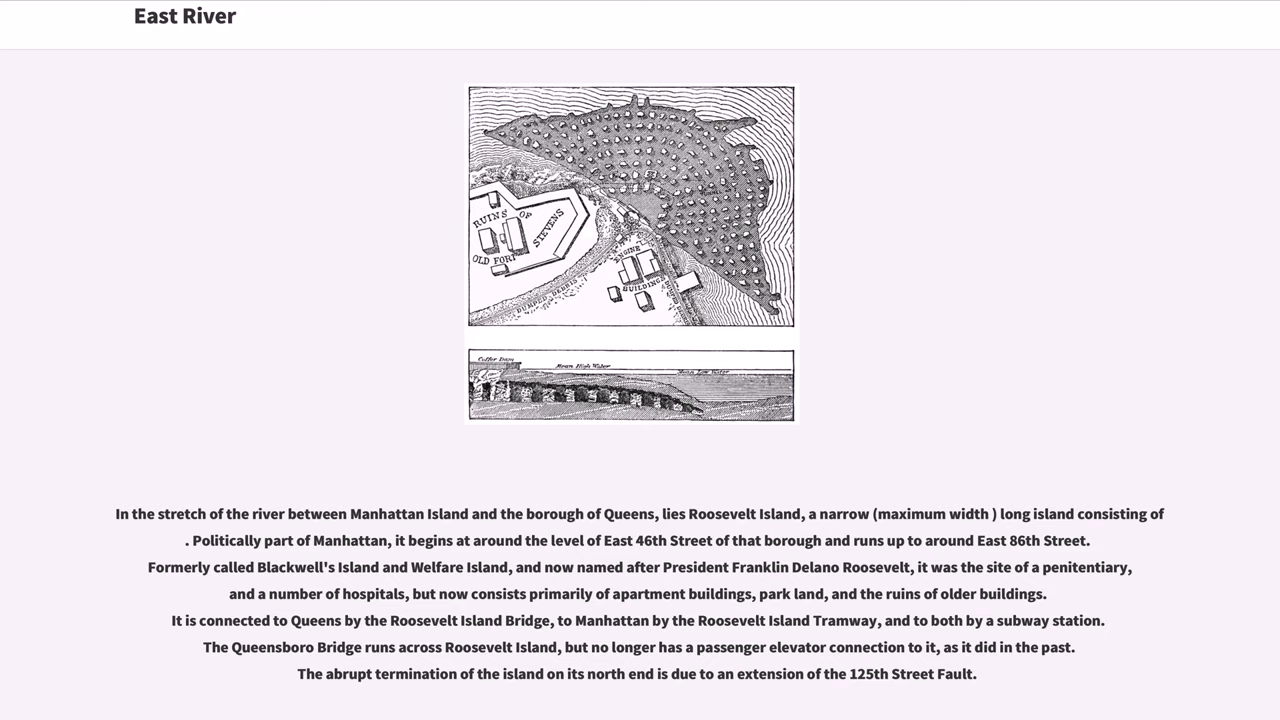 East River
RUINS OF
STEVENS
OLD FORT
ENGINE
BUILDINGS
DUMPED DEBRIS
Coffer Dam
Mean High Water
Mean Low Water
In the stretch of the river between Manhattan Island and the borough of Queens, lies Roosevelt Island, a narrow (maximum width ) long island consisting of
. Politically part of Manhattan, it begins at around the level of East 46th Street of that borough and runs up to around East 86th Street.
Formerly called Blackwell's Island and Welfare Island, and now named after President Franklin Delano Roosevelt, it was the site of a penitentiary,
and a number of hospitals, but now consists primarily of apartment buildings, park land, and the ruins of older buildings.
It is connected to Queens by the Roosevelt Island Bridge, to Manhattan by the Roosevelt Island Tramway, and to both by a subway station.
The Queensboro Bridge runs across Roosevelt Island, but no longer has a passenger elevator connection to it, as it did in the past.
The abrupt termination of the island on its north end is due to an extension of the 125th Street Fault.